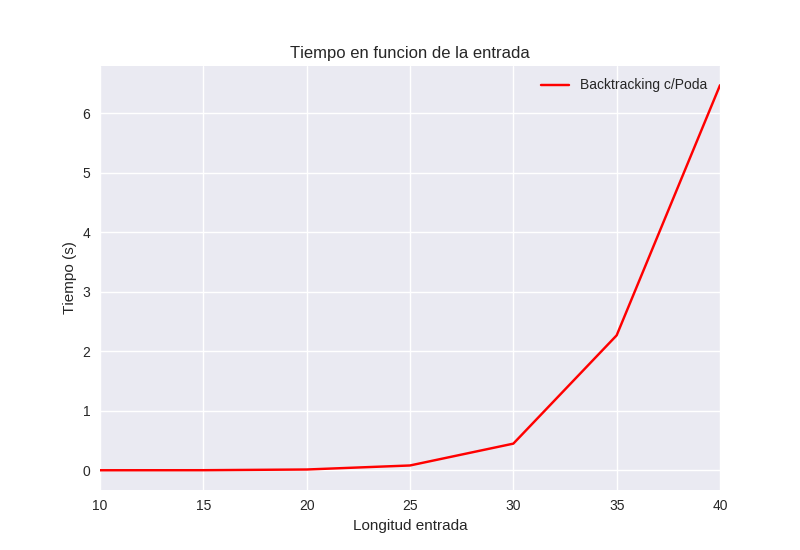 Tiempo en funcion de la entrada
Backtracking c/Poda
6
5
4
3
2
1
0
Tiempo (s)
10 15 20 25 30 35 40
Longitud entrada